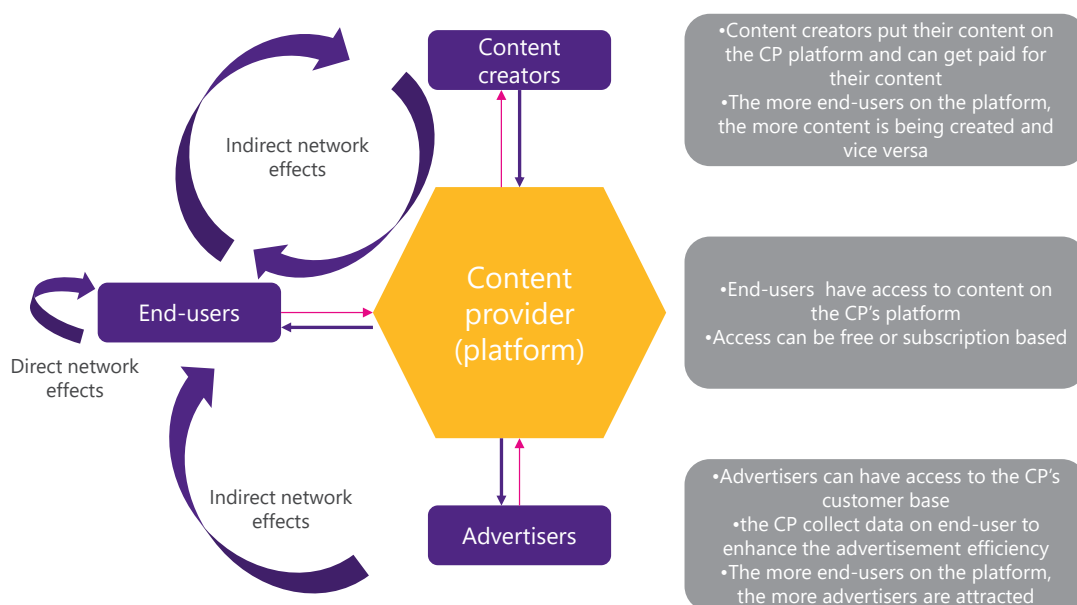 Content
creators
•Content creators put their content on
the CP platform and can get paid for
their content
•The more end-users on the platform,
the more content is being created and
vice versa
Indirect network
effects
Content
provider
(platform)
End-users
•End-users  have access to content on
the CP's platform
•Access can be free or subscription based
Direct network
effects
Indirect network
effects
Advertisers
•Advertisers can have access to the CP's
customer base
•the CP collect data on end-user to
enhance the advertisement efficiency
•The more end-users on the platform,
the more advertisers are attracted